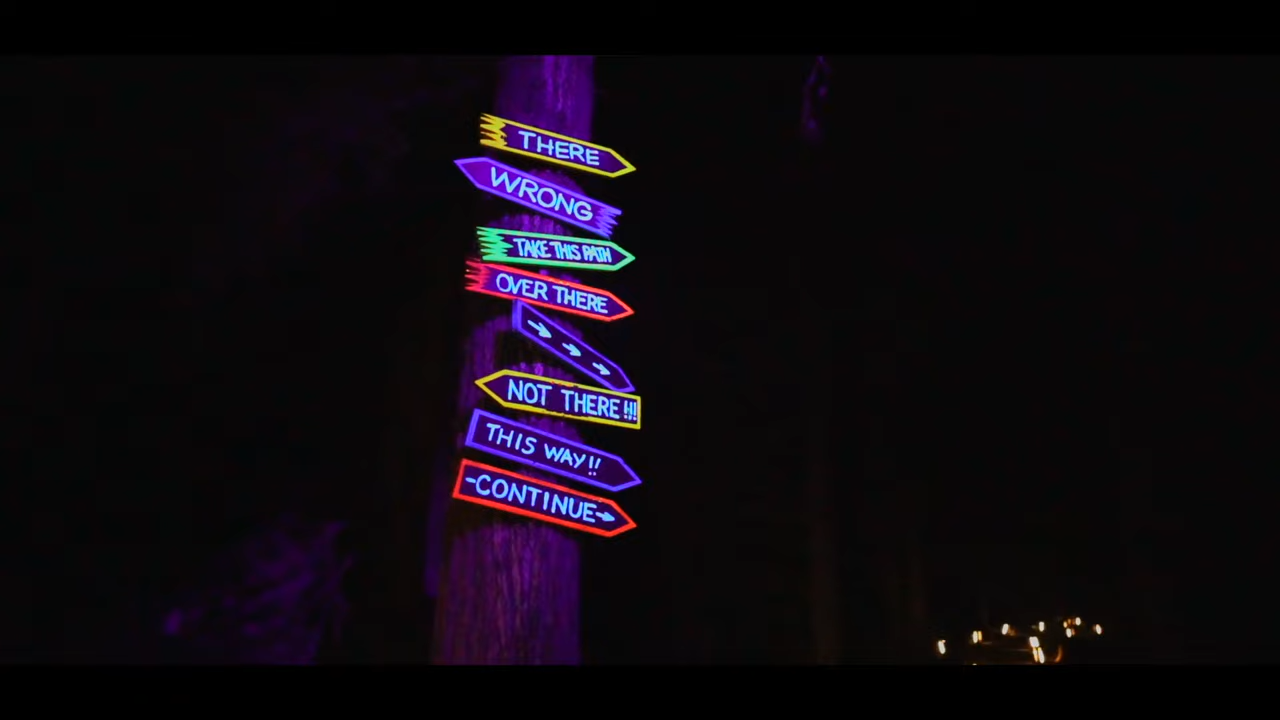 THERE
WRONG
TAKE THIS PATH
OVER THERE
→ → →
NOT THERE!!!
THIS WAY!!
-CONTINUE→